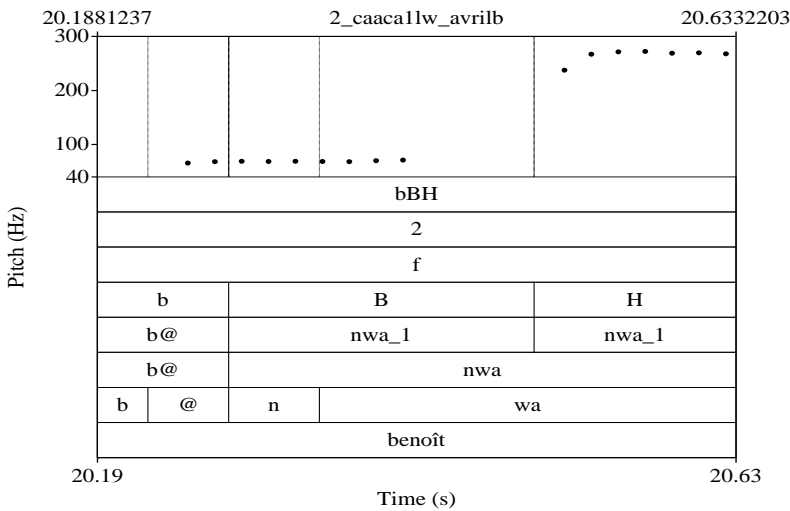 20.1881237 2_caaca1lw_avrilb 20.6332203
300
200
100
40
Pitch (Hz)
bBH
2
f
b B H
b@ nwa_1 nwa_1
b@ nwa
b @ n wa
benoît
20.19 20.63
Time (s)